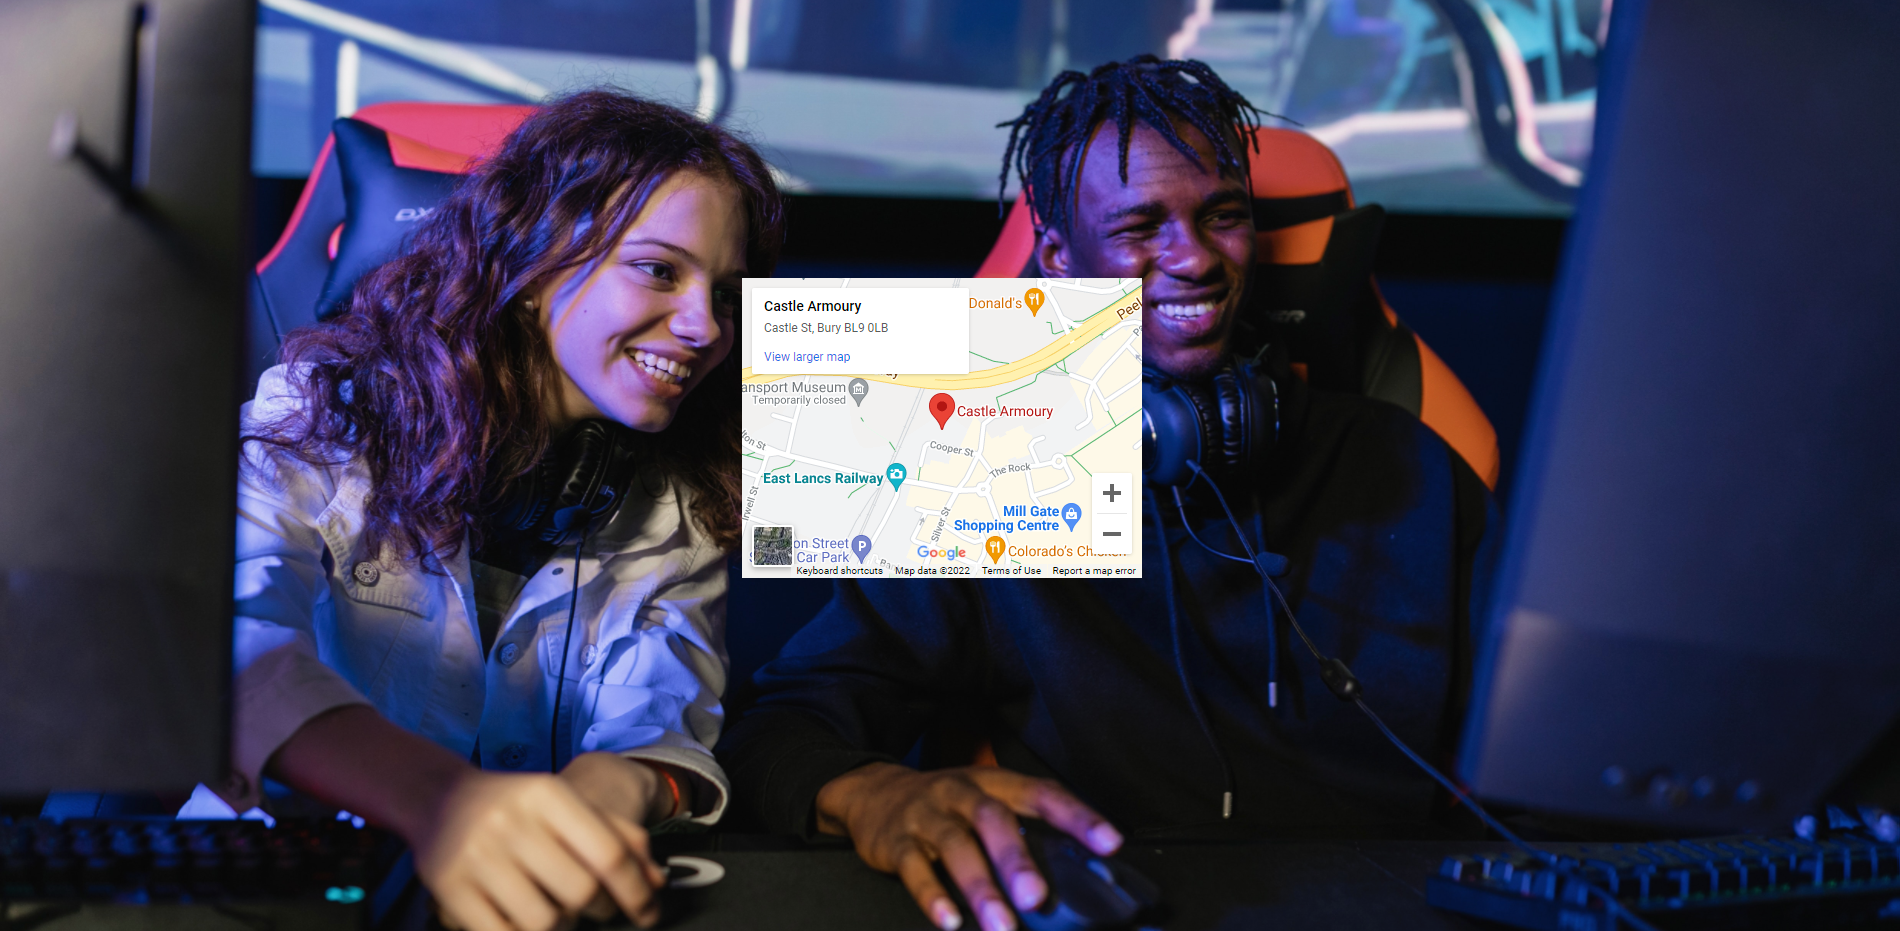 Castle Armoury
Castle St, Bury BL9 0LB
View larger map
Donald's
Peel
ansport Museum
Temporarily closed
Castle Armoury
Cooper St
The Rock
East Lancs Railway
Silver St
Mill Gate
Shopping Centre
on Street
Car Park
P
Google
Colorado's Chicken
Keyboard shortcuts
Map data ©2022
Terms of Use
Report a map error